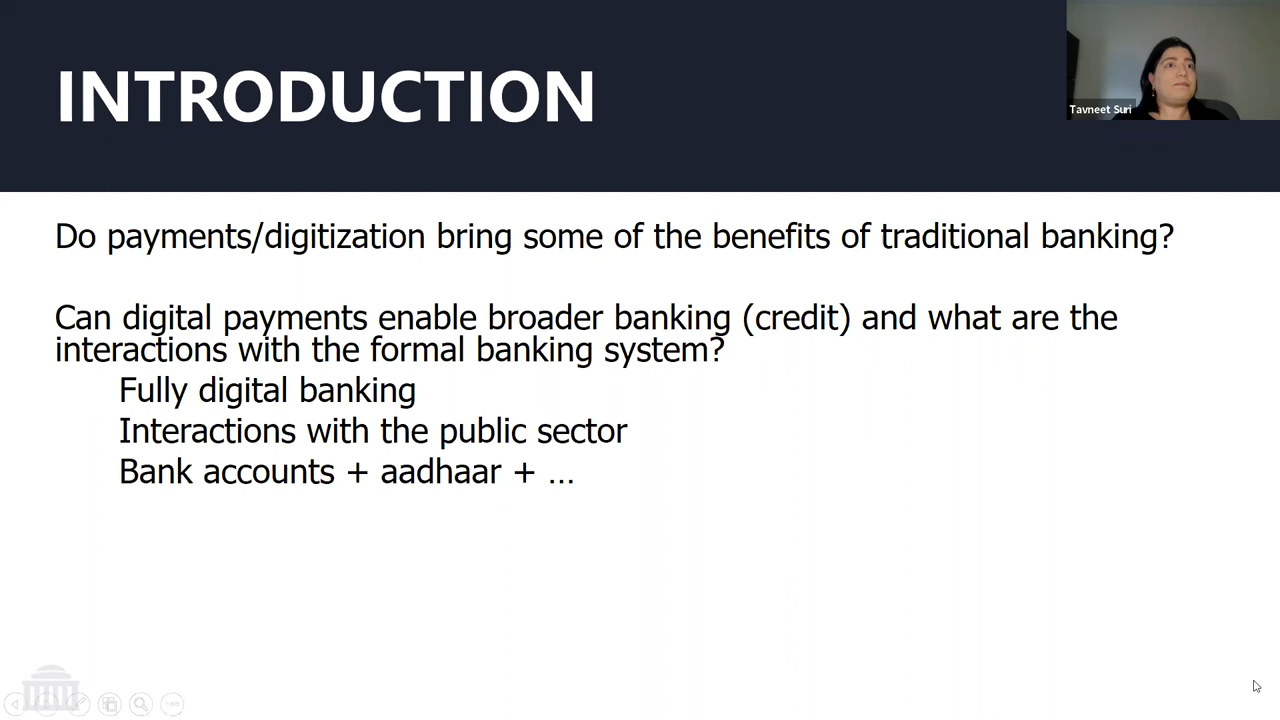 INTRODUCTION
Tavneet Suri
Do payments/digitization bring some of the benefits of traditional banking?
Can digital payments enable broader banking (credit) and what are the
interactions with the formal banking system?
Fully digital banking
Interactions with the public sector
Bank accounts + aadhaar + …